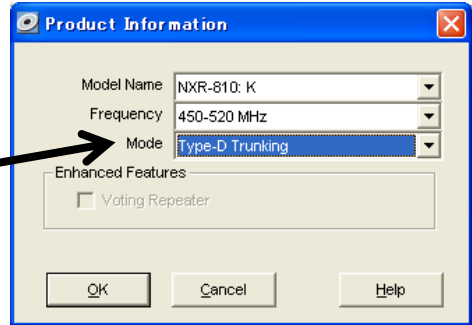 Product Information
Model Name NXR-810: K
Frequency 450-520 MHz
Mode Type-D Trunking
Enhanced Features
Voting Repeater
OK Cancel Help